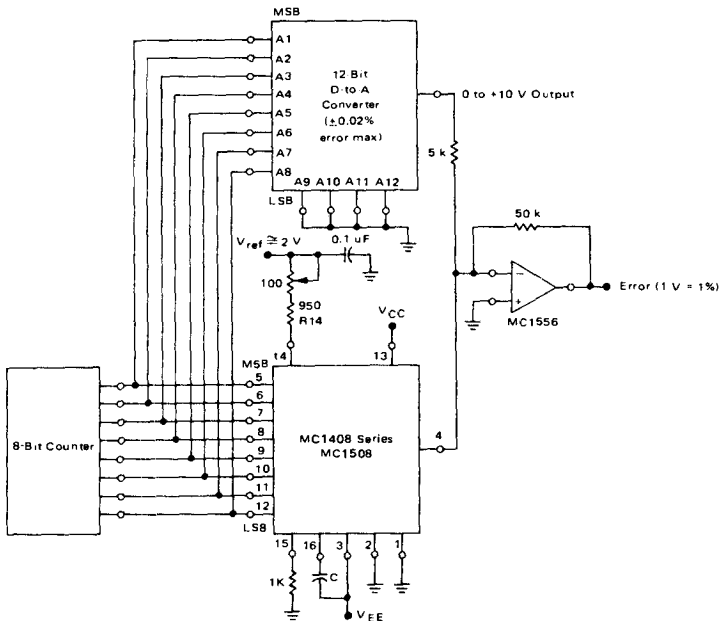 MSB
A1
A2
A3
A4
A5
A6
A7
A8
12-Bit
D-to-A
Converter
(±0.02%
error max)
A9 A10 A11 A12
LSB
0 to +10 V Output
5 k
50 k
Vref ≅ 2 V
0.1 uF
100
950
R14
VCC
−
+
MC1556
Error (1 V = 1%)
14
13
MSB
5
6
7
8
9
10
11
12
LSB
8-Bit Counter
MC1408 Series
MC1508
4
15
16
3
2
1
1K
C
VEE